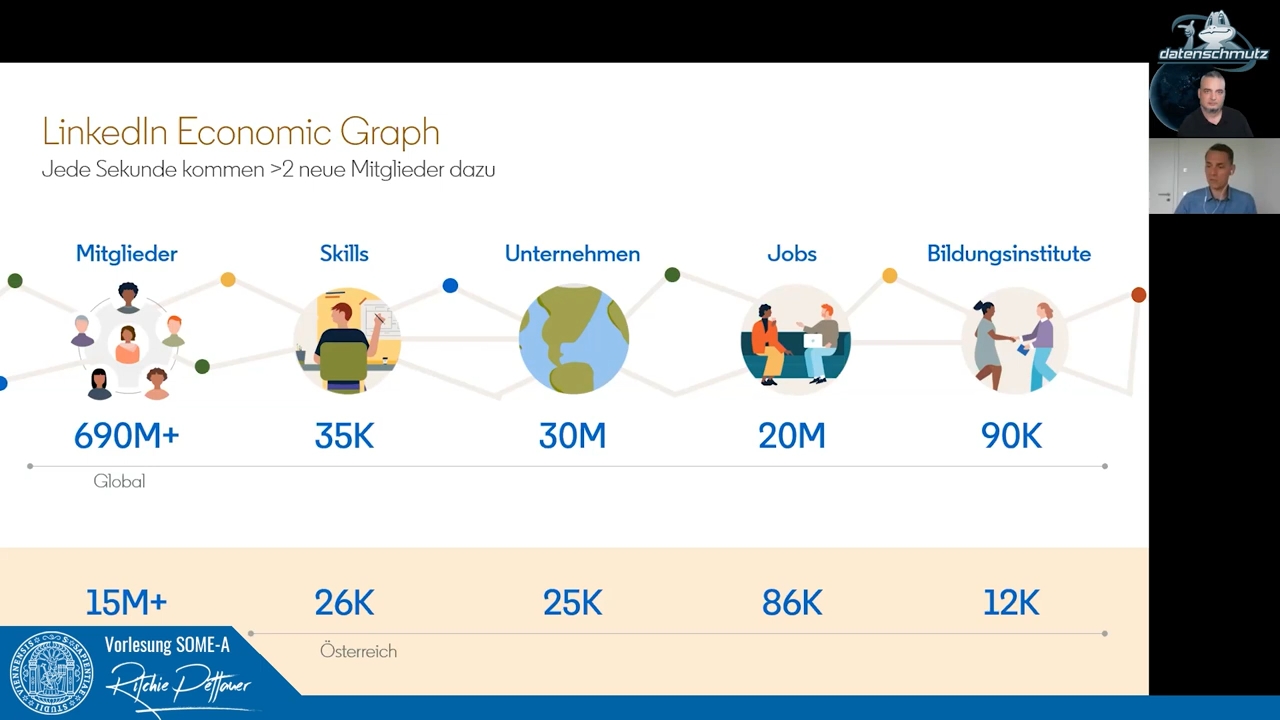 datenschmutz
LinkedIn Economic Graph
Jede Sekunde kommen >2 neue Mitglieder dazu
Mitglieder Skills Unternehmen Jobs Bildungsinstitute
690M+ 35K 30M 20M 90K
Global
15M+ 26K 25K 86K 12K
Österreich
Vorlesung SOME-A
Ritchie Pettauer